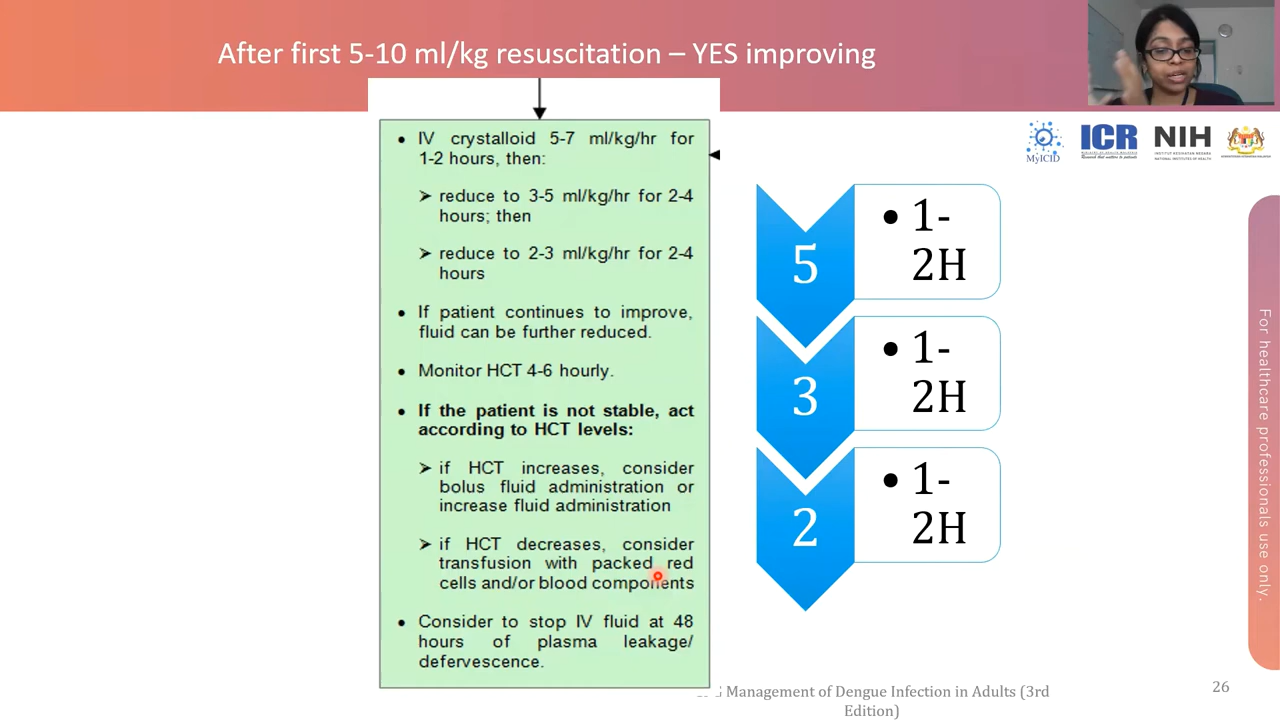 After first 5-10 ml/kg resuscitation – YES improving
• IV crystalloid 5-7 ml/kg/hr for
1-2 hours, then:
➢ reduce to 3-5 ml/kg/hr for 2-4
hours; then
➢ reduce to 2-3 ml/kg/hr for 2-4
hours
• If patient continues to improve,
fluid can be further reduced.
• Monitor HCT 4-6 hourly.
• If the patient is not stable, act
according to HCT levels:
➢ if HCT increases, consider
bolus fluid administration or
increase fluid administration
➢ if HCT decreases, consider
transfusion with packed red
cells and/or blood components
• Consider to stop IV fluid at 48
hours of plasma leakage/
defervescence.
5
• 1-
2H
3
• 1-
2H
2
• 1-
2H
MyICID
ICR
NIH
For healthcare professionals use only.
Management of Dengue Infection in Adults (3rd
Edition)
26